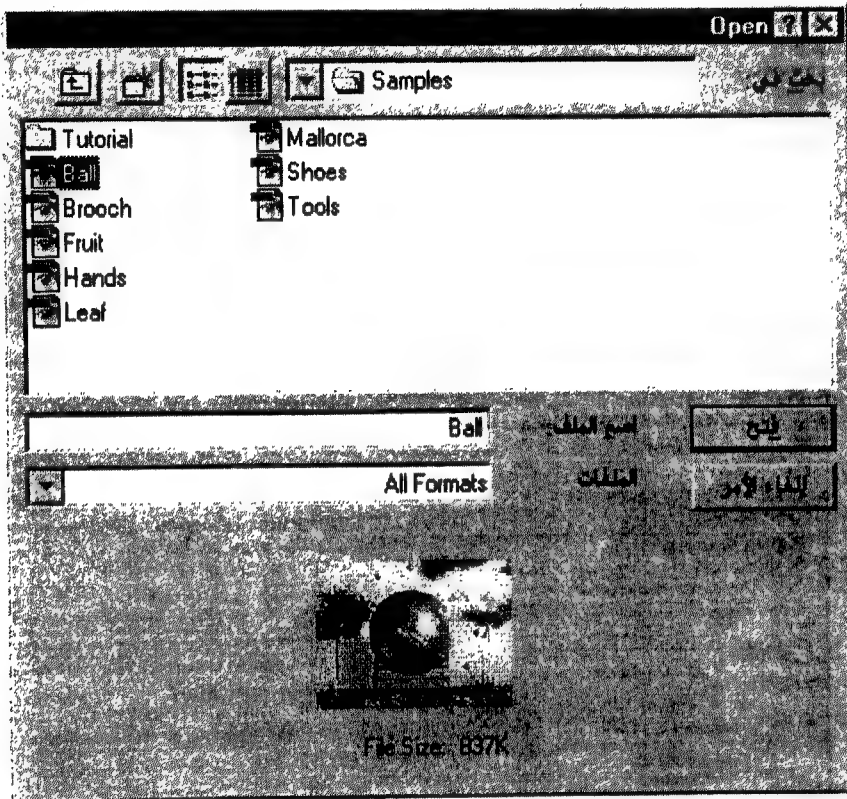 Open
بحث في:
Samples
Tutorial
Ball
Brooch
Fruit
Hands
Leaf
Mallorca
Shoes
Tools
اسم الملف:
Ball
فتح
الملفات
All Formats
إلغاء الأمر
File Size: 837K